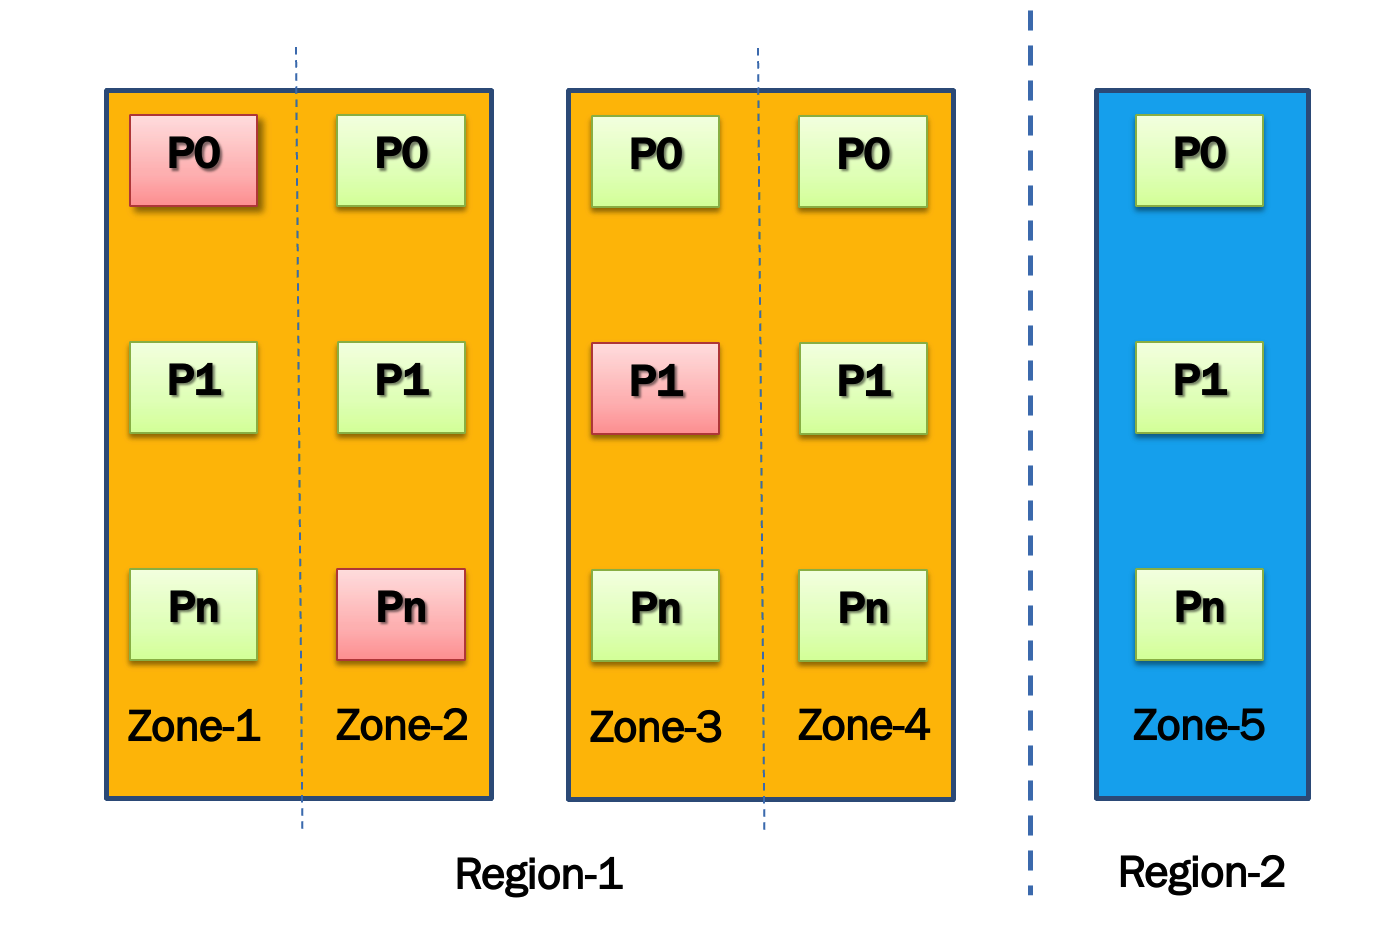 P0 P0 P0 P0 P0
P1 P1 P1 P1 P1
Pn Pn Pn Pn Pn
Zone-1 Zone-2 Zone-3 Zone-4 Zone-5
Region-1 Region-2